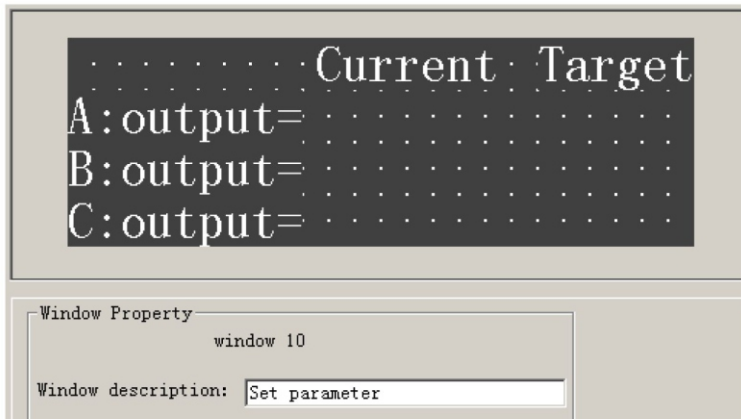 Current Target
A:output=
B:output=
C:output=
Window Property
window 10
Window description: Set parameter